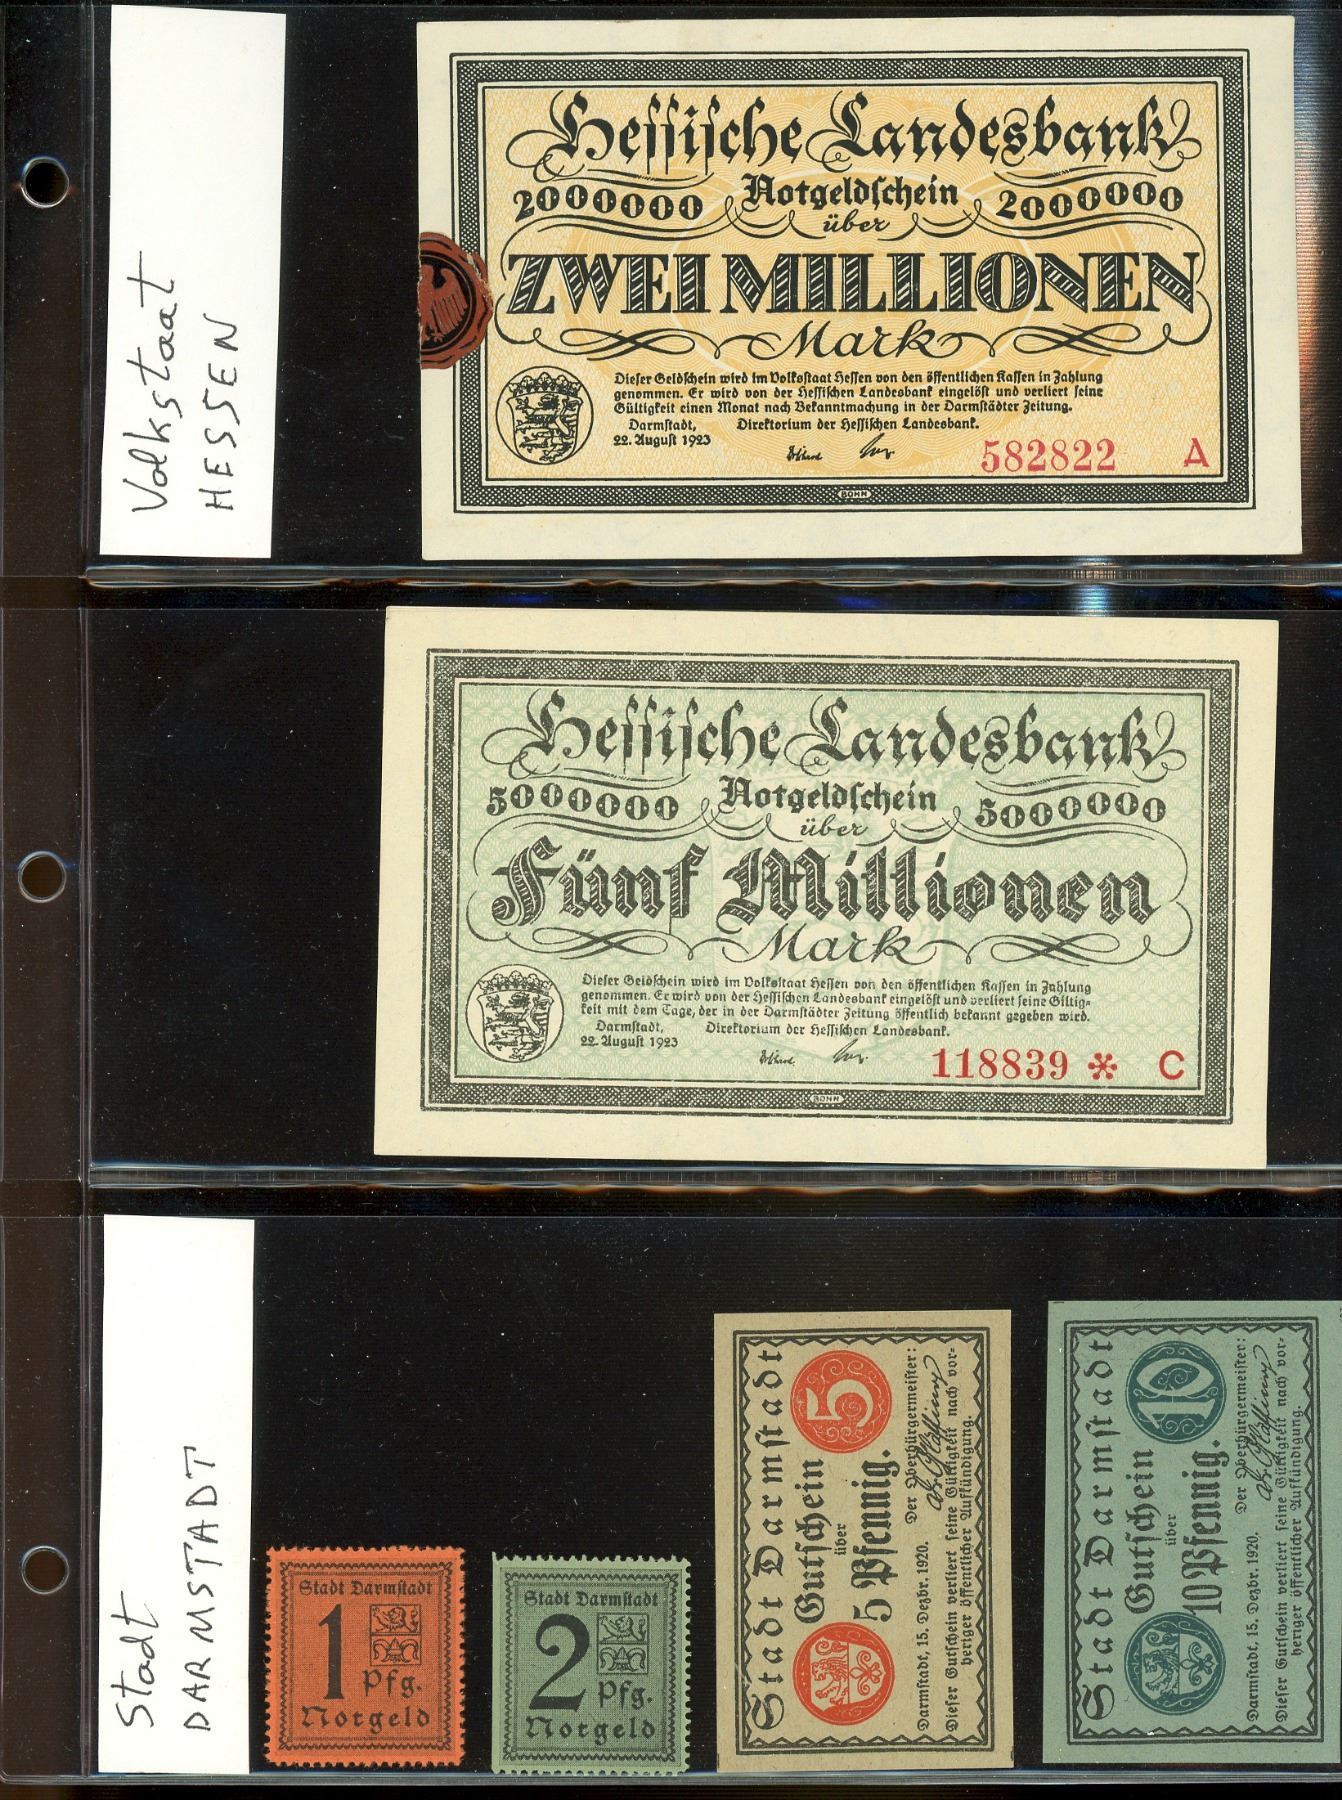 Volksstaat
HESSEN
Hessische Landesbank
2000000 Notgeldschein 2000000
über
ZWEI MILLIONEN
Mark
Dieser Geldschein wird im Volksstaat Hessen von den öffentlichen Kassen in Zahlung
genommen. Er wird von der Hessischen Landesbank eingelöst und verliert seine
Gültigkeit einen Monat nach Bekanntmachung in der Darmstädter Zeitung.
Darmstadt, Direktorium der Hessischen Landesbank.
22. August 1923
582822 A
BOHN
Hessische Landesbank
5000000 Notgeldschein 5000000
über
Fünf Millionen
Mark
Dieser Geldschein wird im Volksstaat Hessen von den öffentlichen Kassen in Zahlung
genommen. Er wird von der Hessischen Landesbank eingelöst und verliert seine Giltig-
keit mit dem Tage, der in der Darmstädter Zeitung öffentlich bekannt gegeben wird.
Darmstadt, Direktorium der Hessischen Landesbank.
22. August 1923
118839 * C
BOHN
Stadt
DARMSTADT
Stadt Darmstadt
1
Pfg.
Notgeld
Stadt Darmstadt
2
Pfg.
Notgeld
Stadt Darmstadt
Gutschein 5
über
5 Pfennig.
Der Oberbürgermeister:
Darmstadt, 15. Dezbr. 1920.
Dieser Gutschein verliert seine Gültigkeit nach vor-
heriger öffentlicher Aufkündigung.
Stadt Darmstadt
Gutschein 10
über
10 Pfennig.
Der Oberbürgermeister:
Darmstadt, 15. Dezbr. 1920.
Dieser Gutschein verliert seine Gültigkeit nach vor-
heriger öffentlicher Aufkündigung.